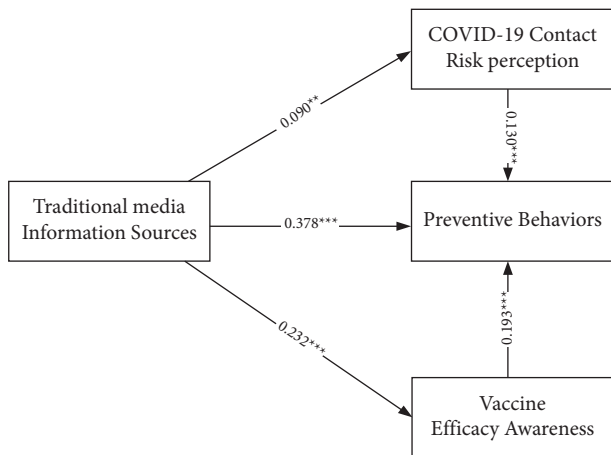 COVID-19 Contact
Risk perception
0.090**
0.130***
Traditional media
Information Sources
0.378***
Preventive Behaviors
0.232***
0.193***
Vaccine
Efficacy Awareness